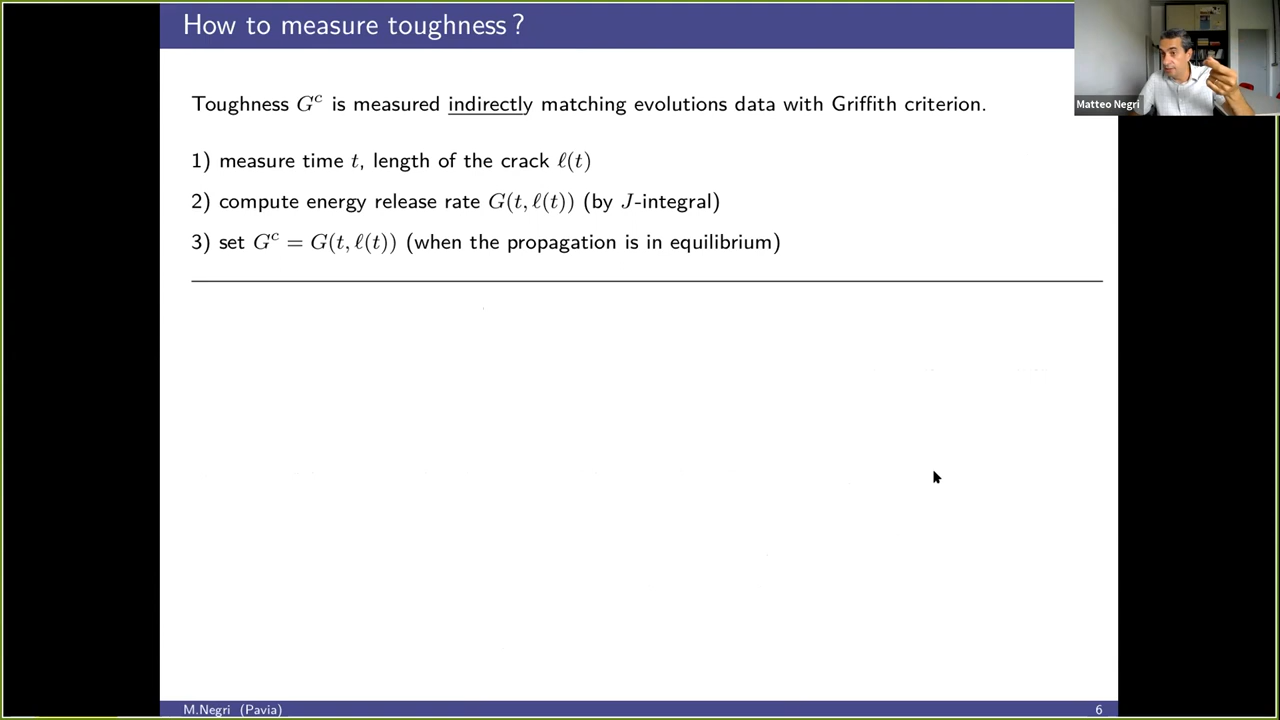 How to measure toughness ?
Matteo Negri
Toughness G^c is measured indirectly matching evolutions data with Griffith criterion.
1) measure time t, length of the crack ℓ(t)
2) compute energy release rate G(t, ℓ(t)) (by J-integral)
3) set G^c = G(t, ℓ(t)) (when the propagation is in equilibrium)
M.Negri (Pavia) 6